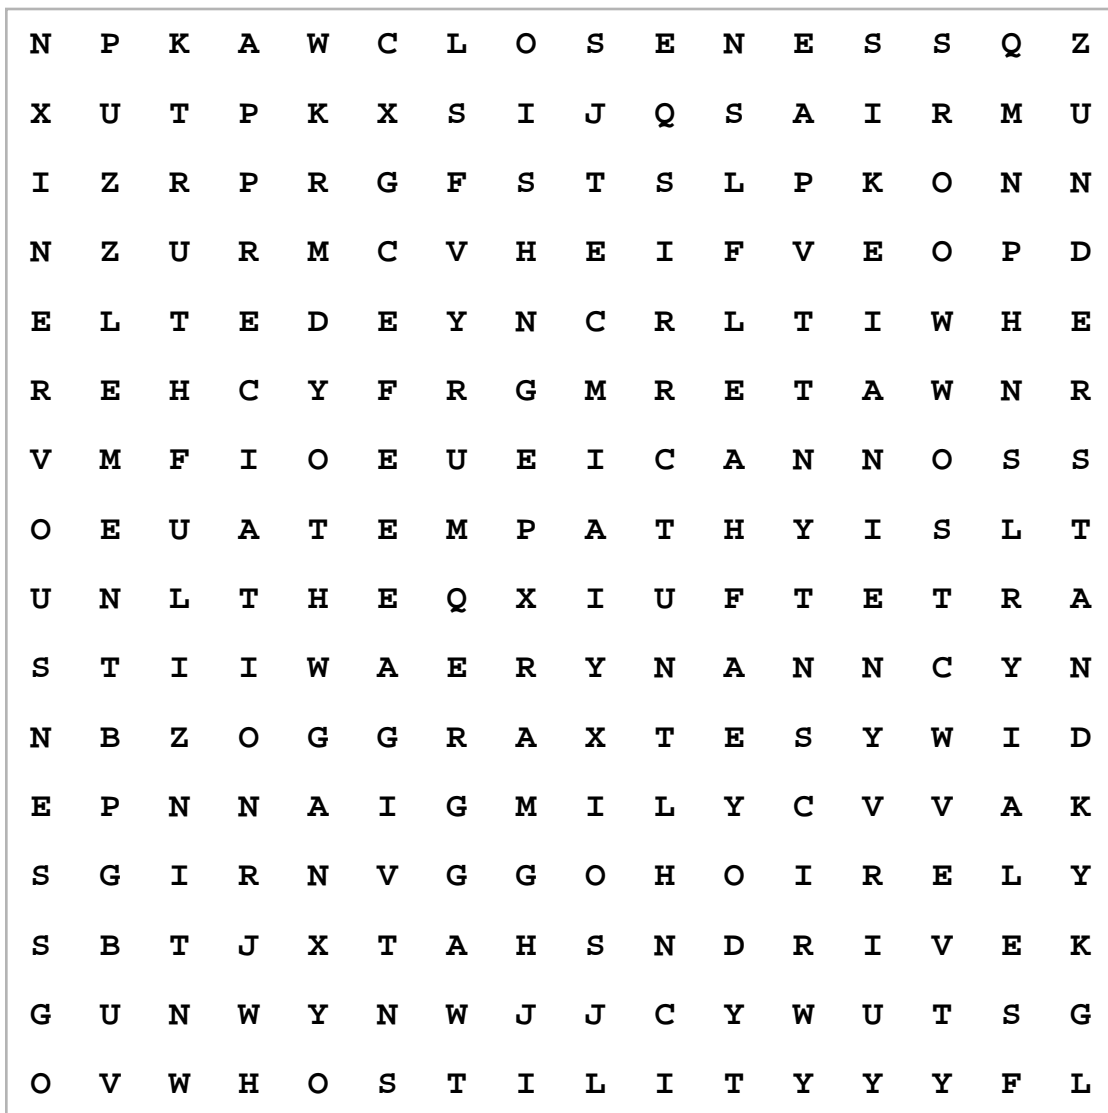 N P K A W C L O S E N E S S Q Z
X U T P K X S I J Q S A I R M U
I Z R P R G F S T S L P K O N N
N Z U R M C V H E I F V E O P D
E L T E D E Y N C R L T I W H E
R E H C Y F R G M R E T A W N R
V M F I O E U E I C A N N O S S
O E U A T E M P A T H Y I S L T
U N L T H E Q X I U F T E T R A
S T I I W A E R Y N A N N C Y N
N B Z O G G R A X T E S Y W I D
E P N N A I G M I L Y C V V A K
S G I R N V G G O H O I R E L Y
S B T J X T A H S N D R I V E K
G U N W Y N W J J C Y W U T S G
O V W H O S T I L I T Y Y Y F L